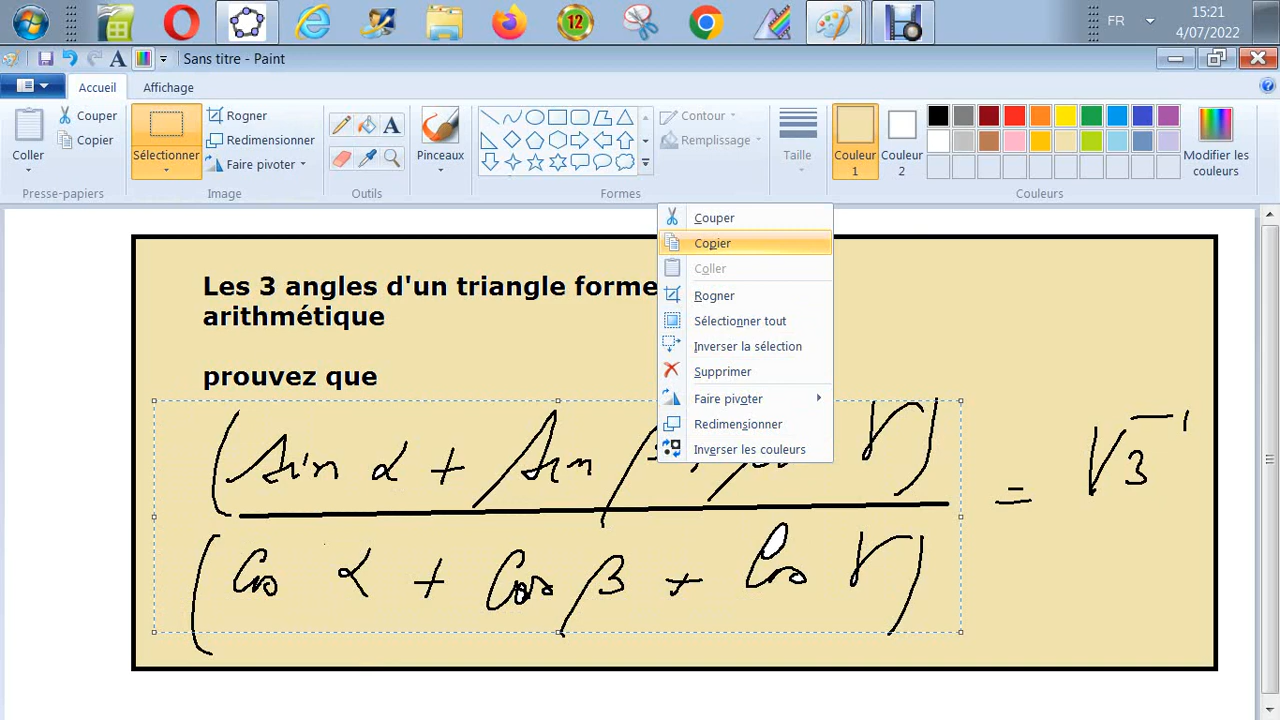 12
FR
15:21
4/07/2022
Sans titre - Paint
Accueil
Affichage
Coller
Couper
Copier
Presse-papiers
Sélectionner
Rogner
Redimensionner
Faire pivoter
Image
A
Outils
Pinceaux
Contour
Remplissage
Formes
Taille
Couleur 1
Couleur 2
Modifier les couleurs
Couleurs
Couper
Copier
Coller
Rogner
Sélectionner tout
Inverser la sélection
Supprimer
Faire pivoter
Redimensionner
Inverser les couleurs
Les 3 angles d'un triangle forme
arithmétique
prouvez que
(sin α + sin β γ) = √3
(Cos α + Cos β + Cos γ)